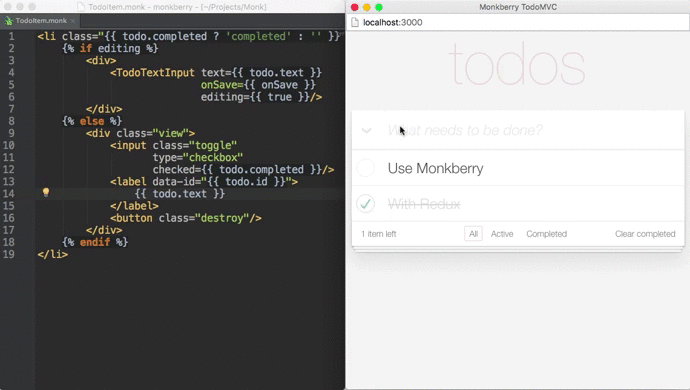 TodoItem.monk - monkberry - [~/Projects/Monk]
TodoItem.monk ×
1 <li class="{{ todo.completed ? 'completed' : '' }}"
2 {% if editing %}
3 <div>
4 <TodoTextInput text={{ todo.text }}
5 onSave={{ onSave }}
6 editing={{ true }}/>
7 </div>
8 {% else %}
9 <div class="view">
10 <input class="toggle"
11 type="checkbox"
12 checked={{ todo.completed }}/>
13 <label data-id="{{ todo.id }}">
14 {{ todo.text }}
15 </label>
16 <button class="destroy"/>
17 </div>
18 {% endif %}
19 </li>
Monkberry TodoMVC
localhost:3000
todos
What needs to be done?
Use Monkberry
With Redux
1 item left All Active Completed Clear completed